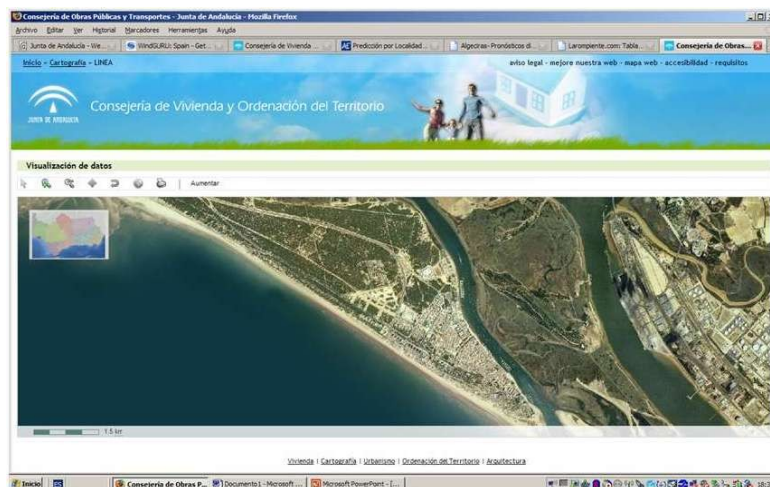 Consejería de Obras Públicas y Transportes - Junta de Andalucía - Mozilla Firefox
Archivo Editar Ver Historial Marcadores Herramientas Ayuda
Junta de Andalucía - We... WindGURU: Spain - Get... Consejería de Vivienda ... Predicción por Localidad ... Algeciras- Pronósticos di... Larompiente.com: Tabla... Consejería de Obras...
Inicio - Cartografía - LINEA aviso legal - mejore nuestra web - mapa web - accesibilidad - requisitos
Consejería de Vivienda y Ordenación del Territorio
JUNTA DE ANDALUCIA
Visualización de datos
Aumentar
1.5 km
Vivienda | Cartografía | Urbanismo | Ordenación del Territorio | Arquitectura
Inicio ES Consejería de Obras P... Documento1 - Microsoft ... Microsoft PowerPoint - [...